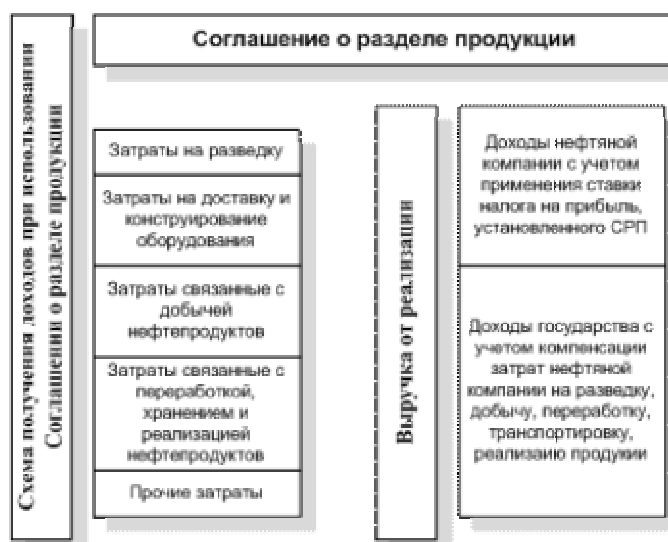 Схема получения доходов при использовании
Соглашении о разделе продукции
Соглашение о разделе продукции
Затраты на разведку
Затраты на доставку и
конструирование
оборудования
Затраты связанные с
добычей
нефтепродуктов
Затраты связанные с
переработкой,
хранением и
реализацией
нефтепродуктов
Прочие затраты
Выручка от реализации
Доходы нефтяной
компании с учетом
применения ставки
налога на прибыль,
установленного СРП
Доходы государства с
учетом компенсации
затрат нефтяной
компании на разведку,
добычу, переработку,
транспортировку,
реализаию продукии